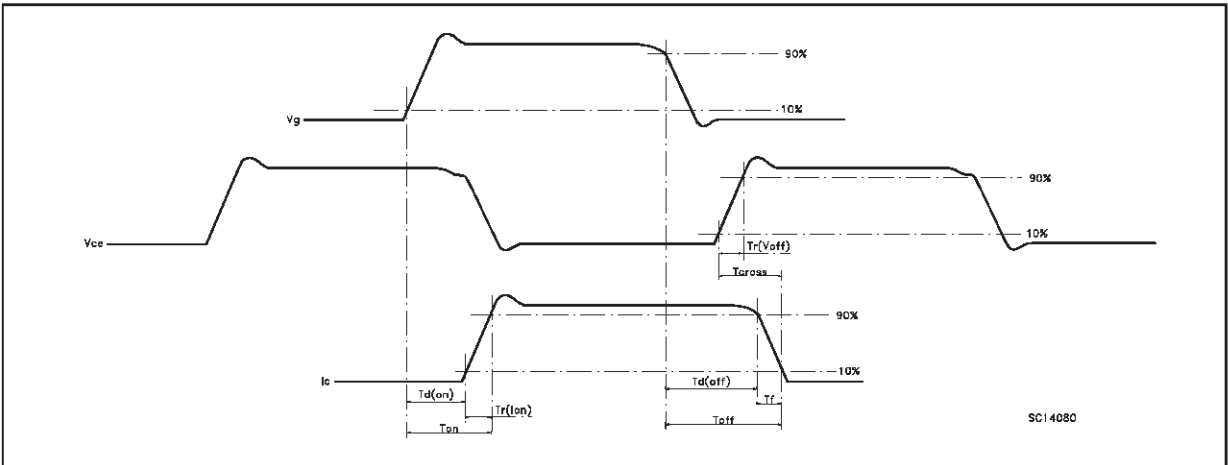 90%
10%
Vg
90%
Vce
10%
Tr(Voff)
Tcross
90%
10%
Ic
Td(on)
Td(off)
Tr(Ion)
Tf
Ton
Toff
SC14080